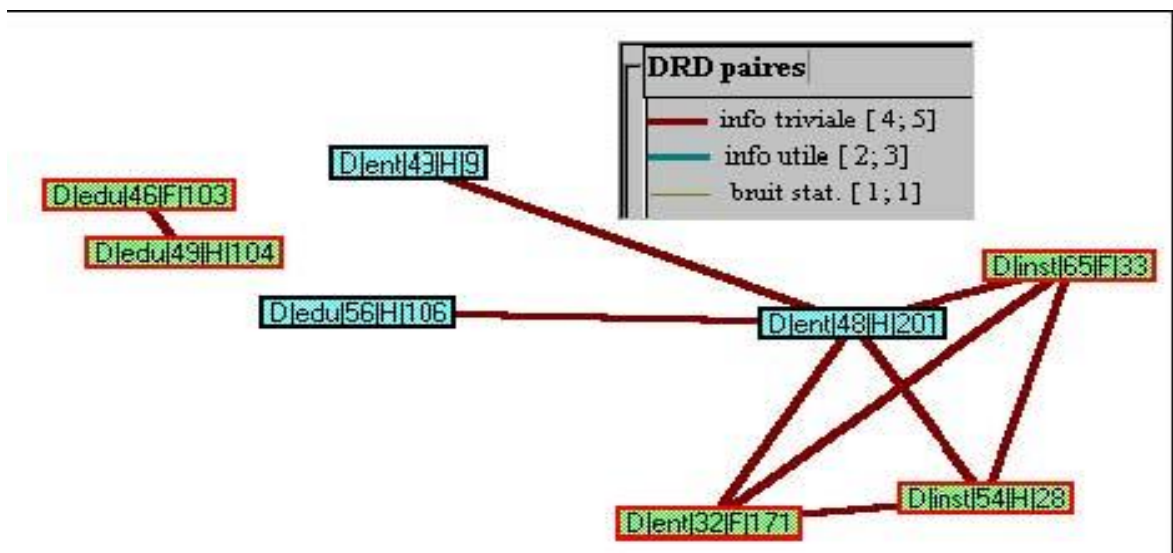 DRD paires
info triviale [ 4; 5]
info utile [ 2; 3]
bruit stat. [ 1; 1]
D|ent|43|H|9
D|edu|46|F|103
D|edu|49|H|104
D|inst|65|F|33
D|edu|56|H|106
D|ent|48|H|201
D|inst|54|H|28
D|ent|32|F|171